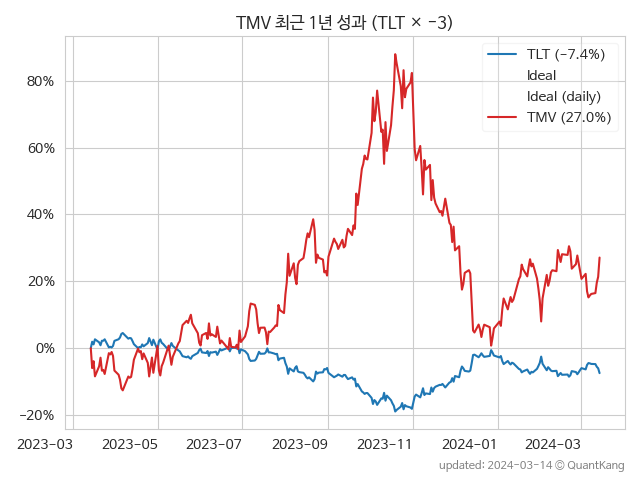 TMV 최근 1년 성과 (TLT × −3)
TLT (−7.4%)
Ideal
Ideal (daily)
TMV (27.0%)
80%
60%
40%
20%
0%
−20%
2023-03 2023-05 2023-07 2023-09 2023-11 2024-01 2024-03
updated: 2024-03-14 © QuantKang